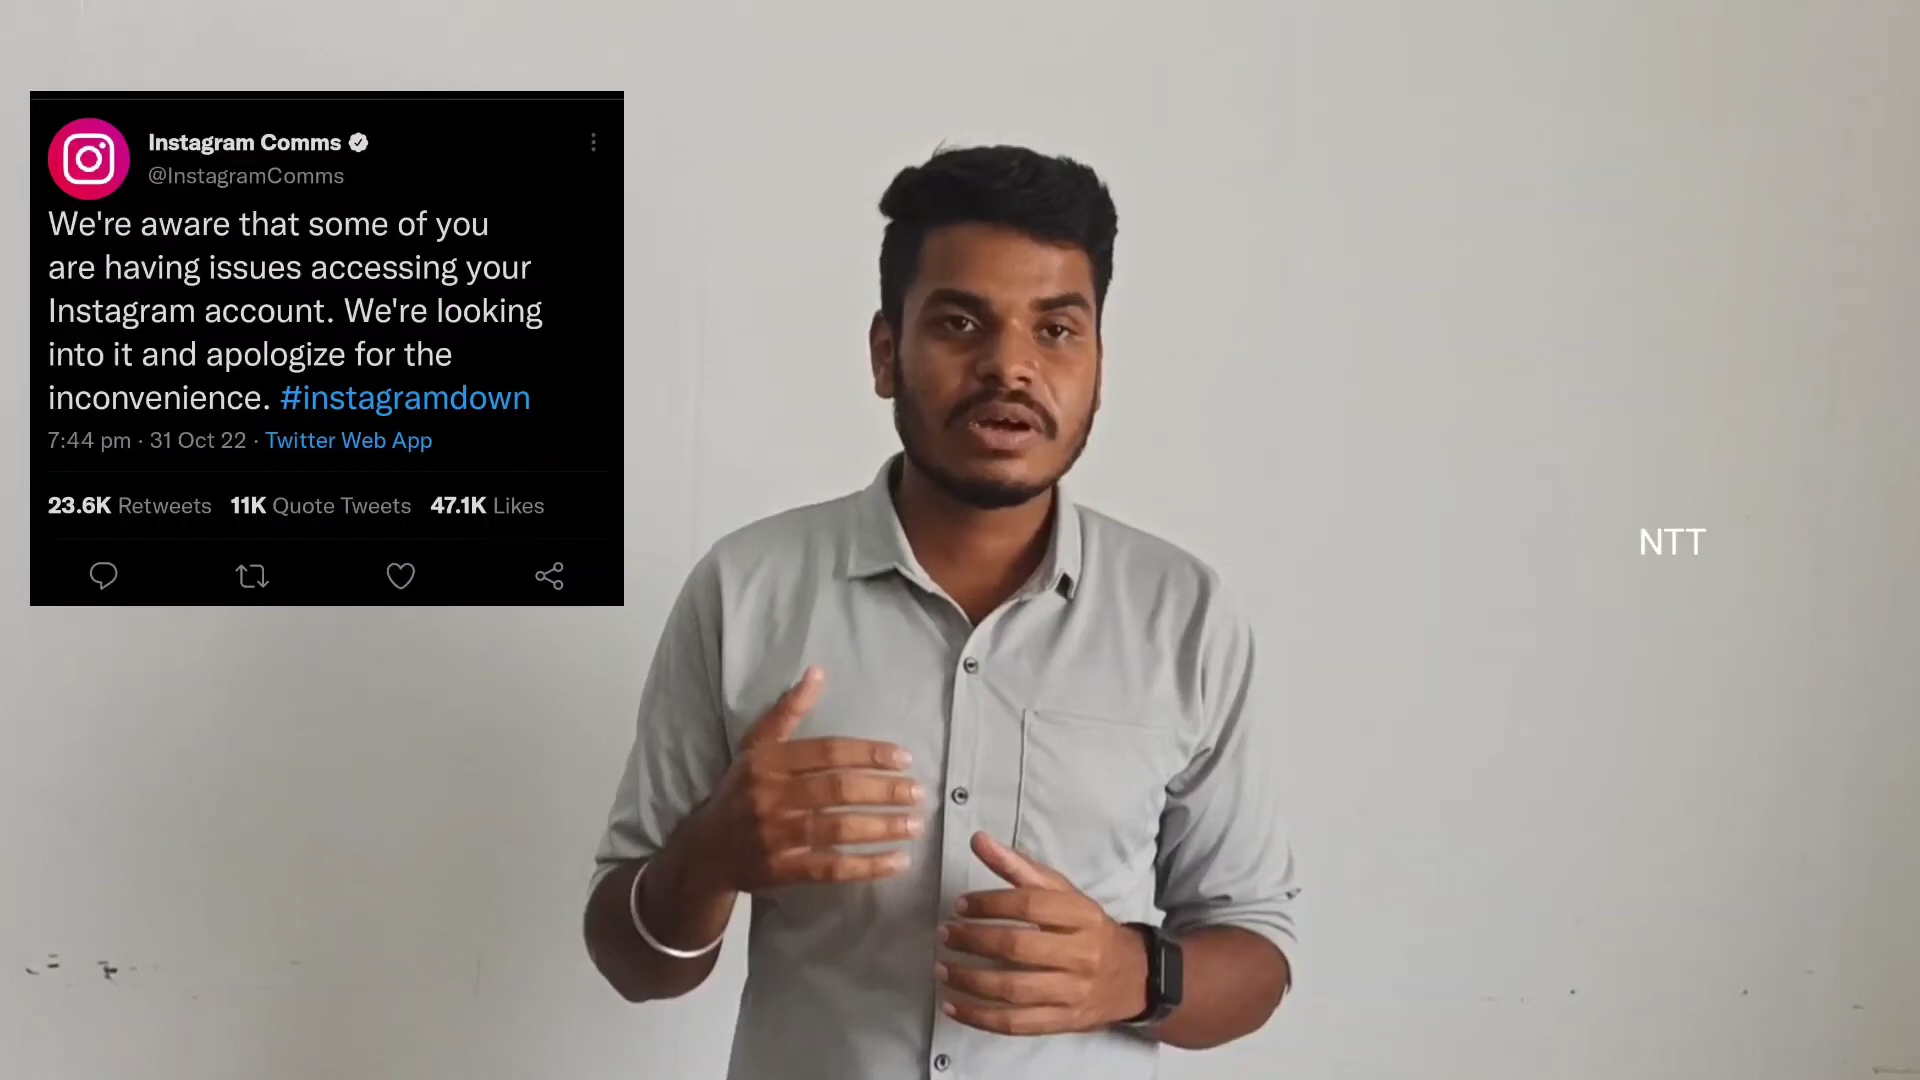 Instagram Comms
@InstagramComms
We're aware that some of you
are having issues accessing your
Instagram account. We're looking
into it and apologize for the
inconvenience. #instagramdown
7:44 pm · 31 Oct 22 · Twitter Web App
23.6K Retweets 11K Quote Tweets 47.1K Likes
NTT